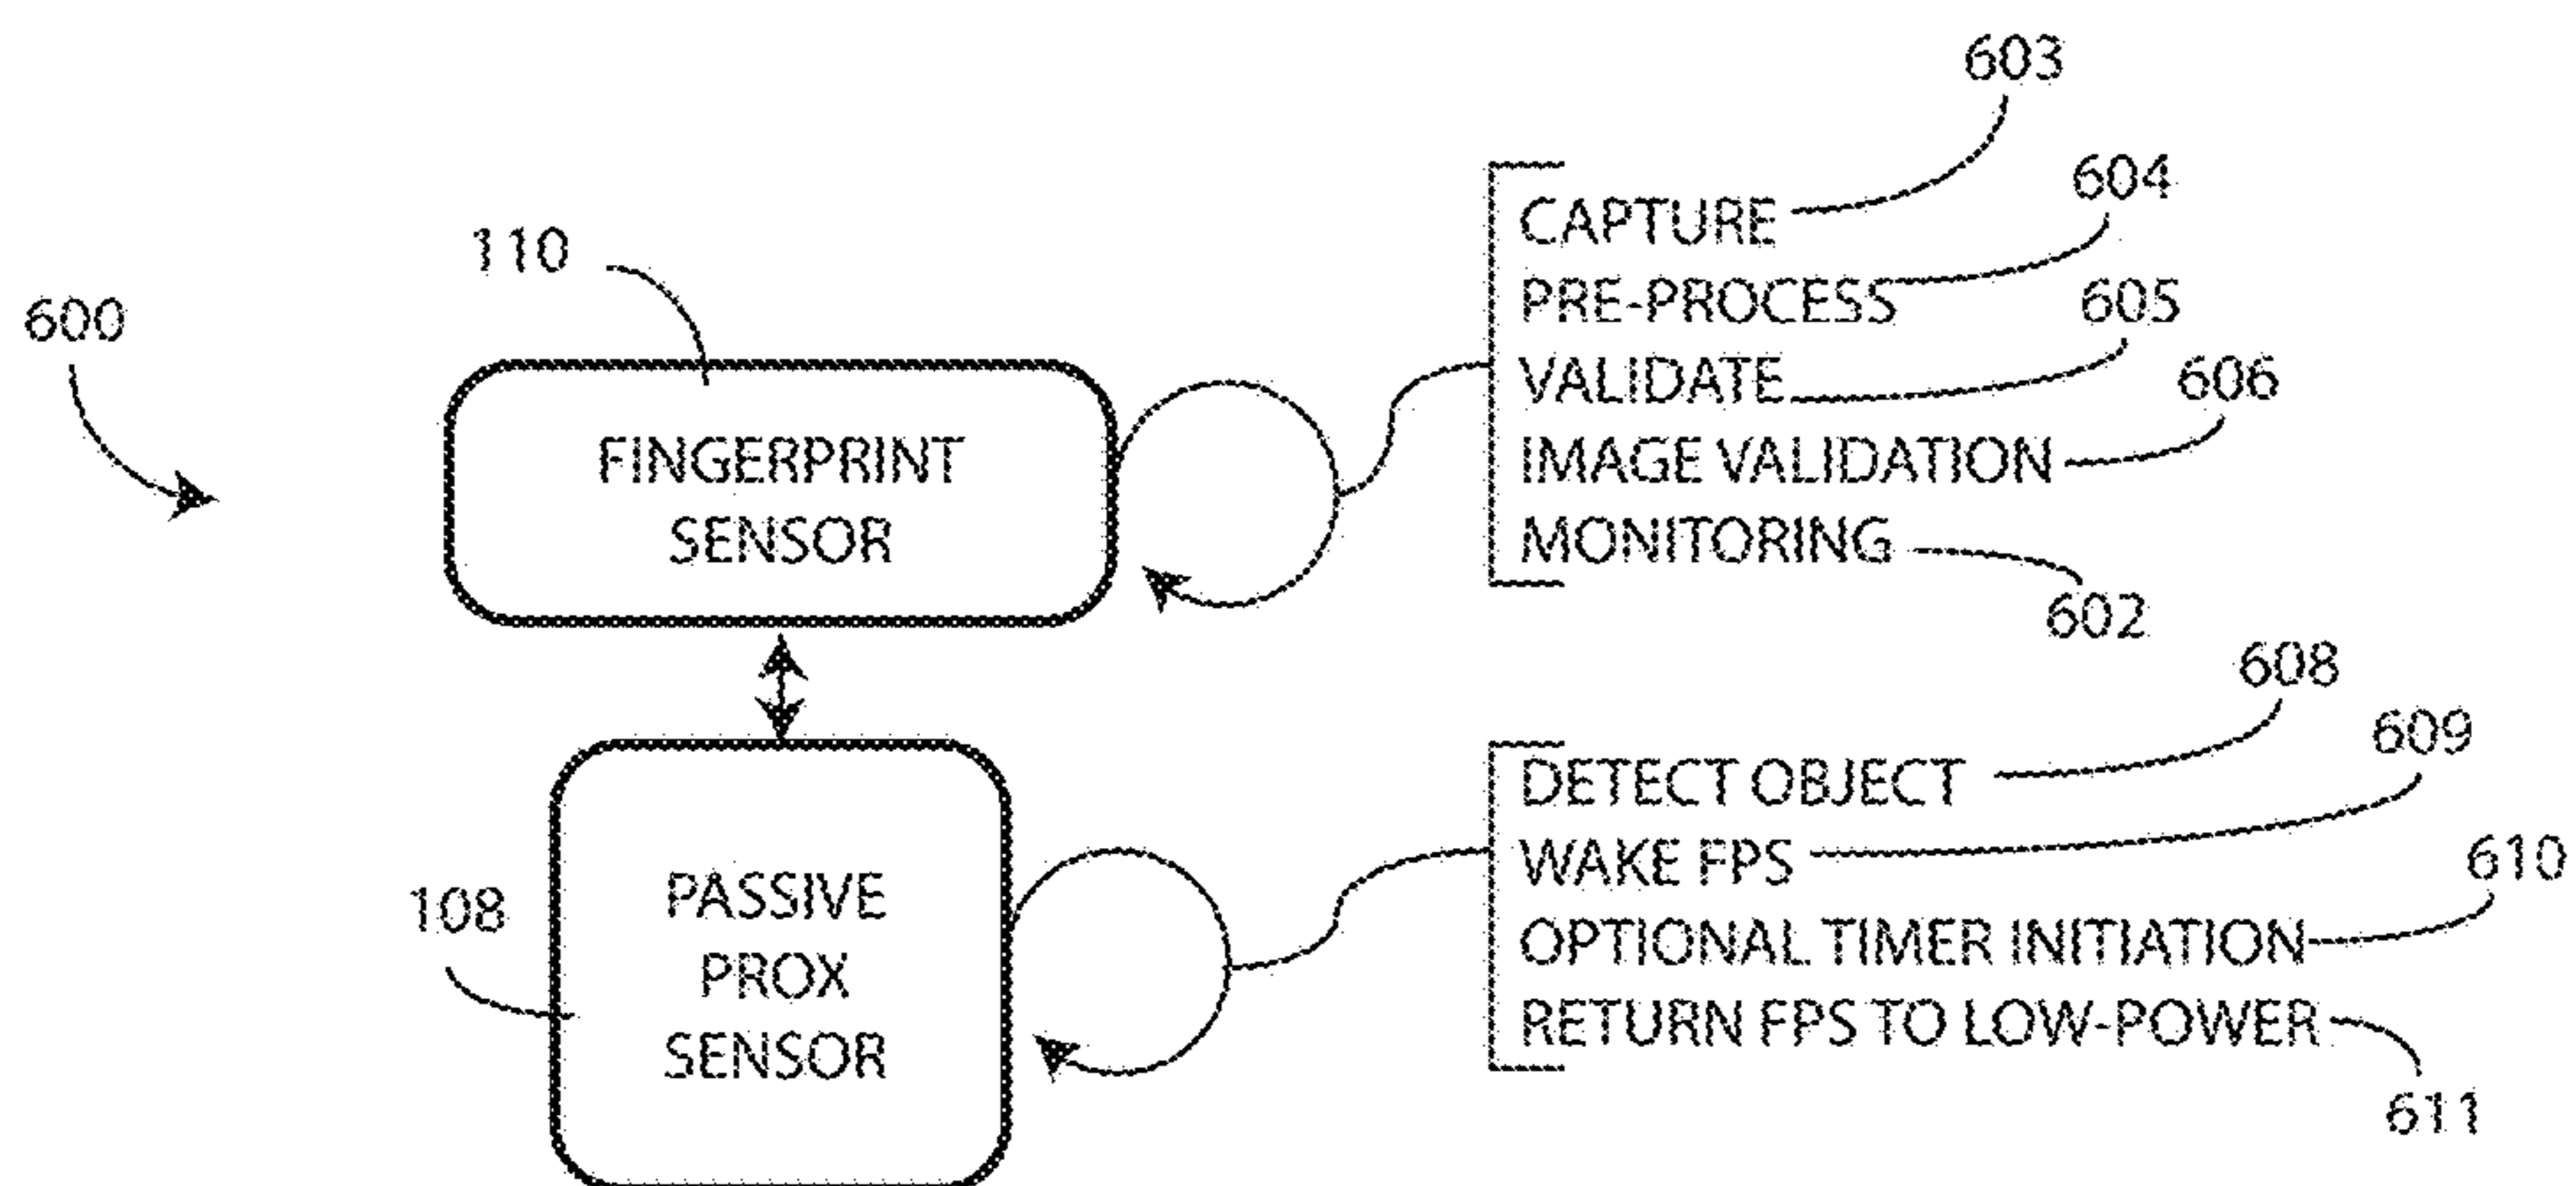 603
604
110
CAPTURE
600
PRE-PROCESS
605
VALIDATE
606
FINGERPRINT
SENSOR
IMAGE VALIDATION
MONITORING
602
608
609
DETECT OBJECT
WAKE FPS
610
108
PASSIVE
PROX
SENSOR
OPTIONAL TIMER INITIATION
RETURN FPS TO LOW-POWER
611